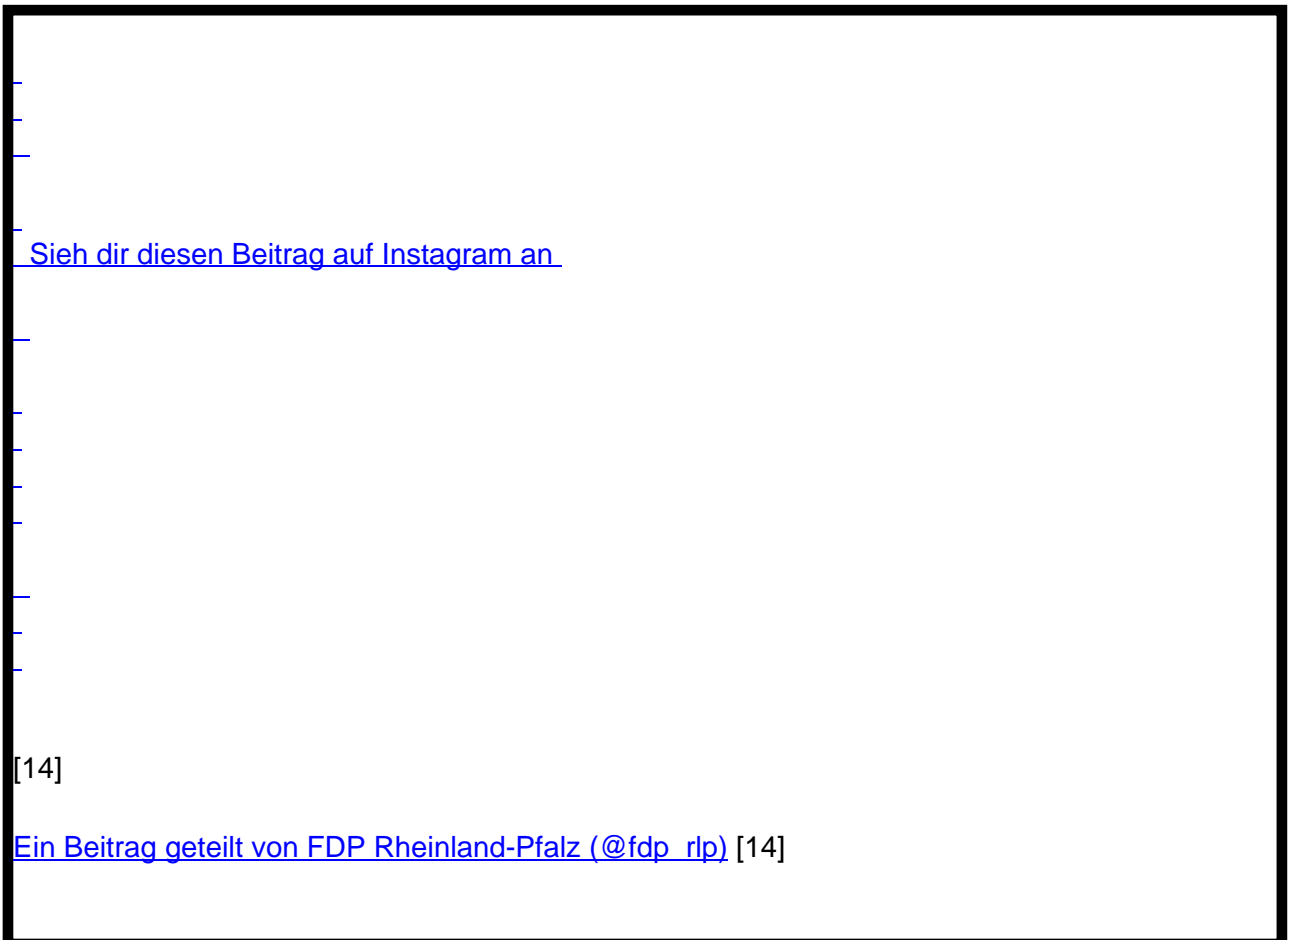 Sieh dir diesen Beitrag auf Instagram an
[14]
Ein Beitrag geteilt von FDP Rheinland-Pfalz (@fdp_rlp) [14]